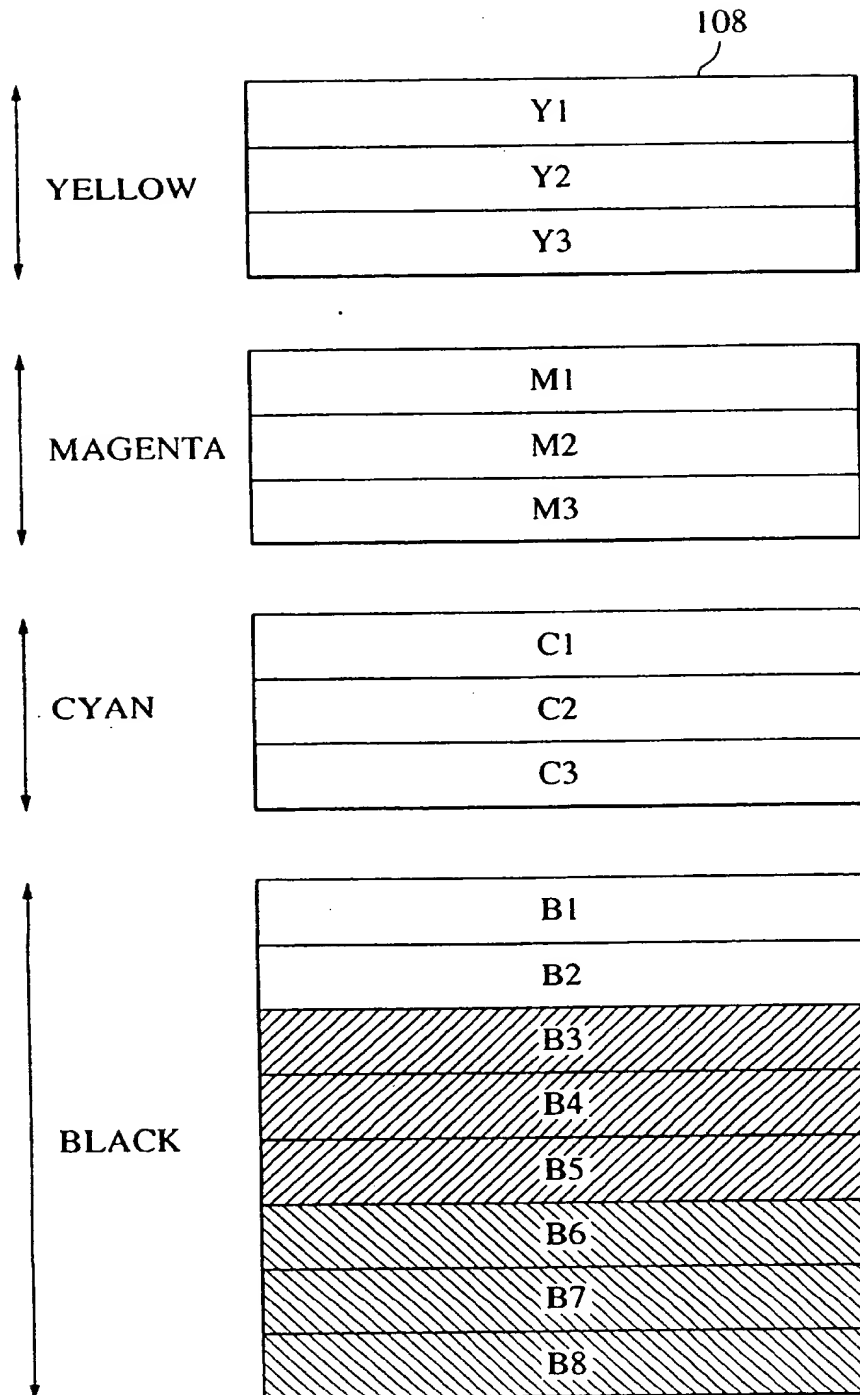 108
Y1
YELLOW
Y2
Y3
M1
MAGENTA
M2
M3
C1
CYAN
C2
C3
B1
B2
B3
B4
BLACK
B5
B6
B7
B8